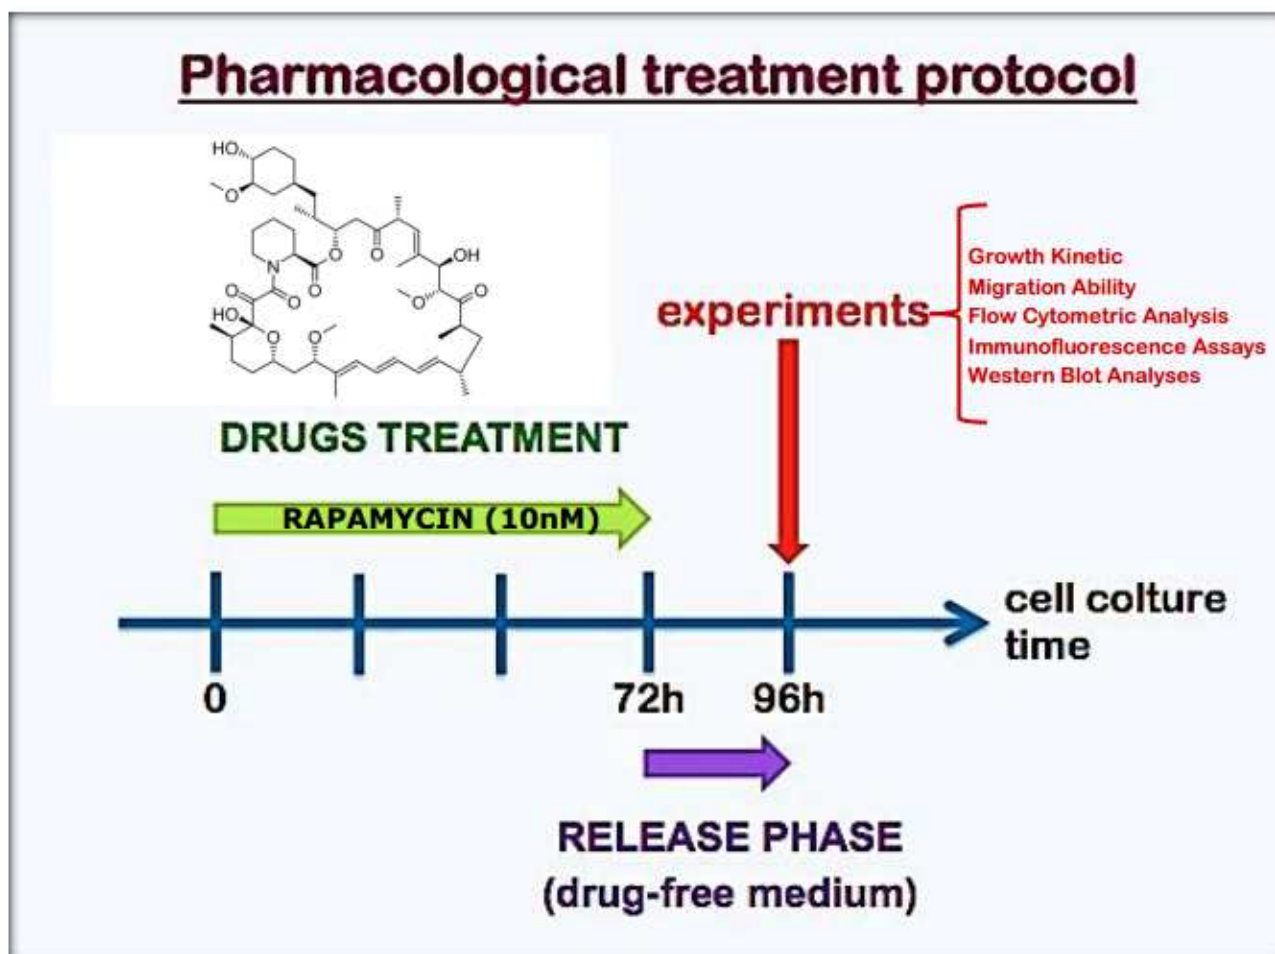 Pharmacological treatment protocol
HO
O
O
O
OH
N
O
O
O
O
O
O
HO
O
O
DRUGS TREATMENT
RAPAMYCIN (10nM)
experiments
Growth Kinetic
Migration Ability
Flow Cytometric Analysis
Immunofluorescence Assays
Western Blot Analyses
cell colture
time
0
72h
96h
RELEASE PHASE
(drug-free medium)